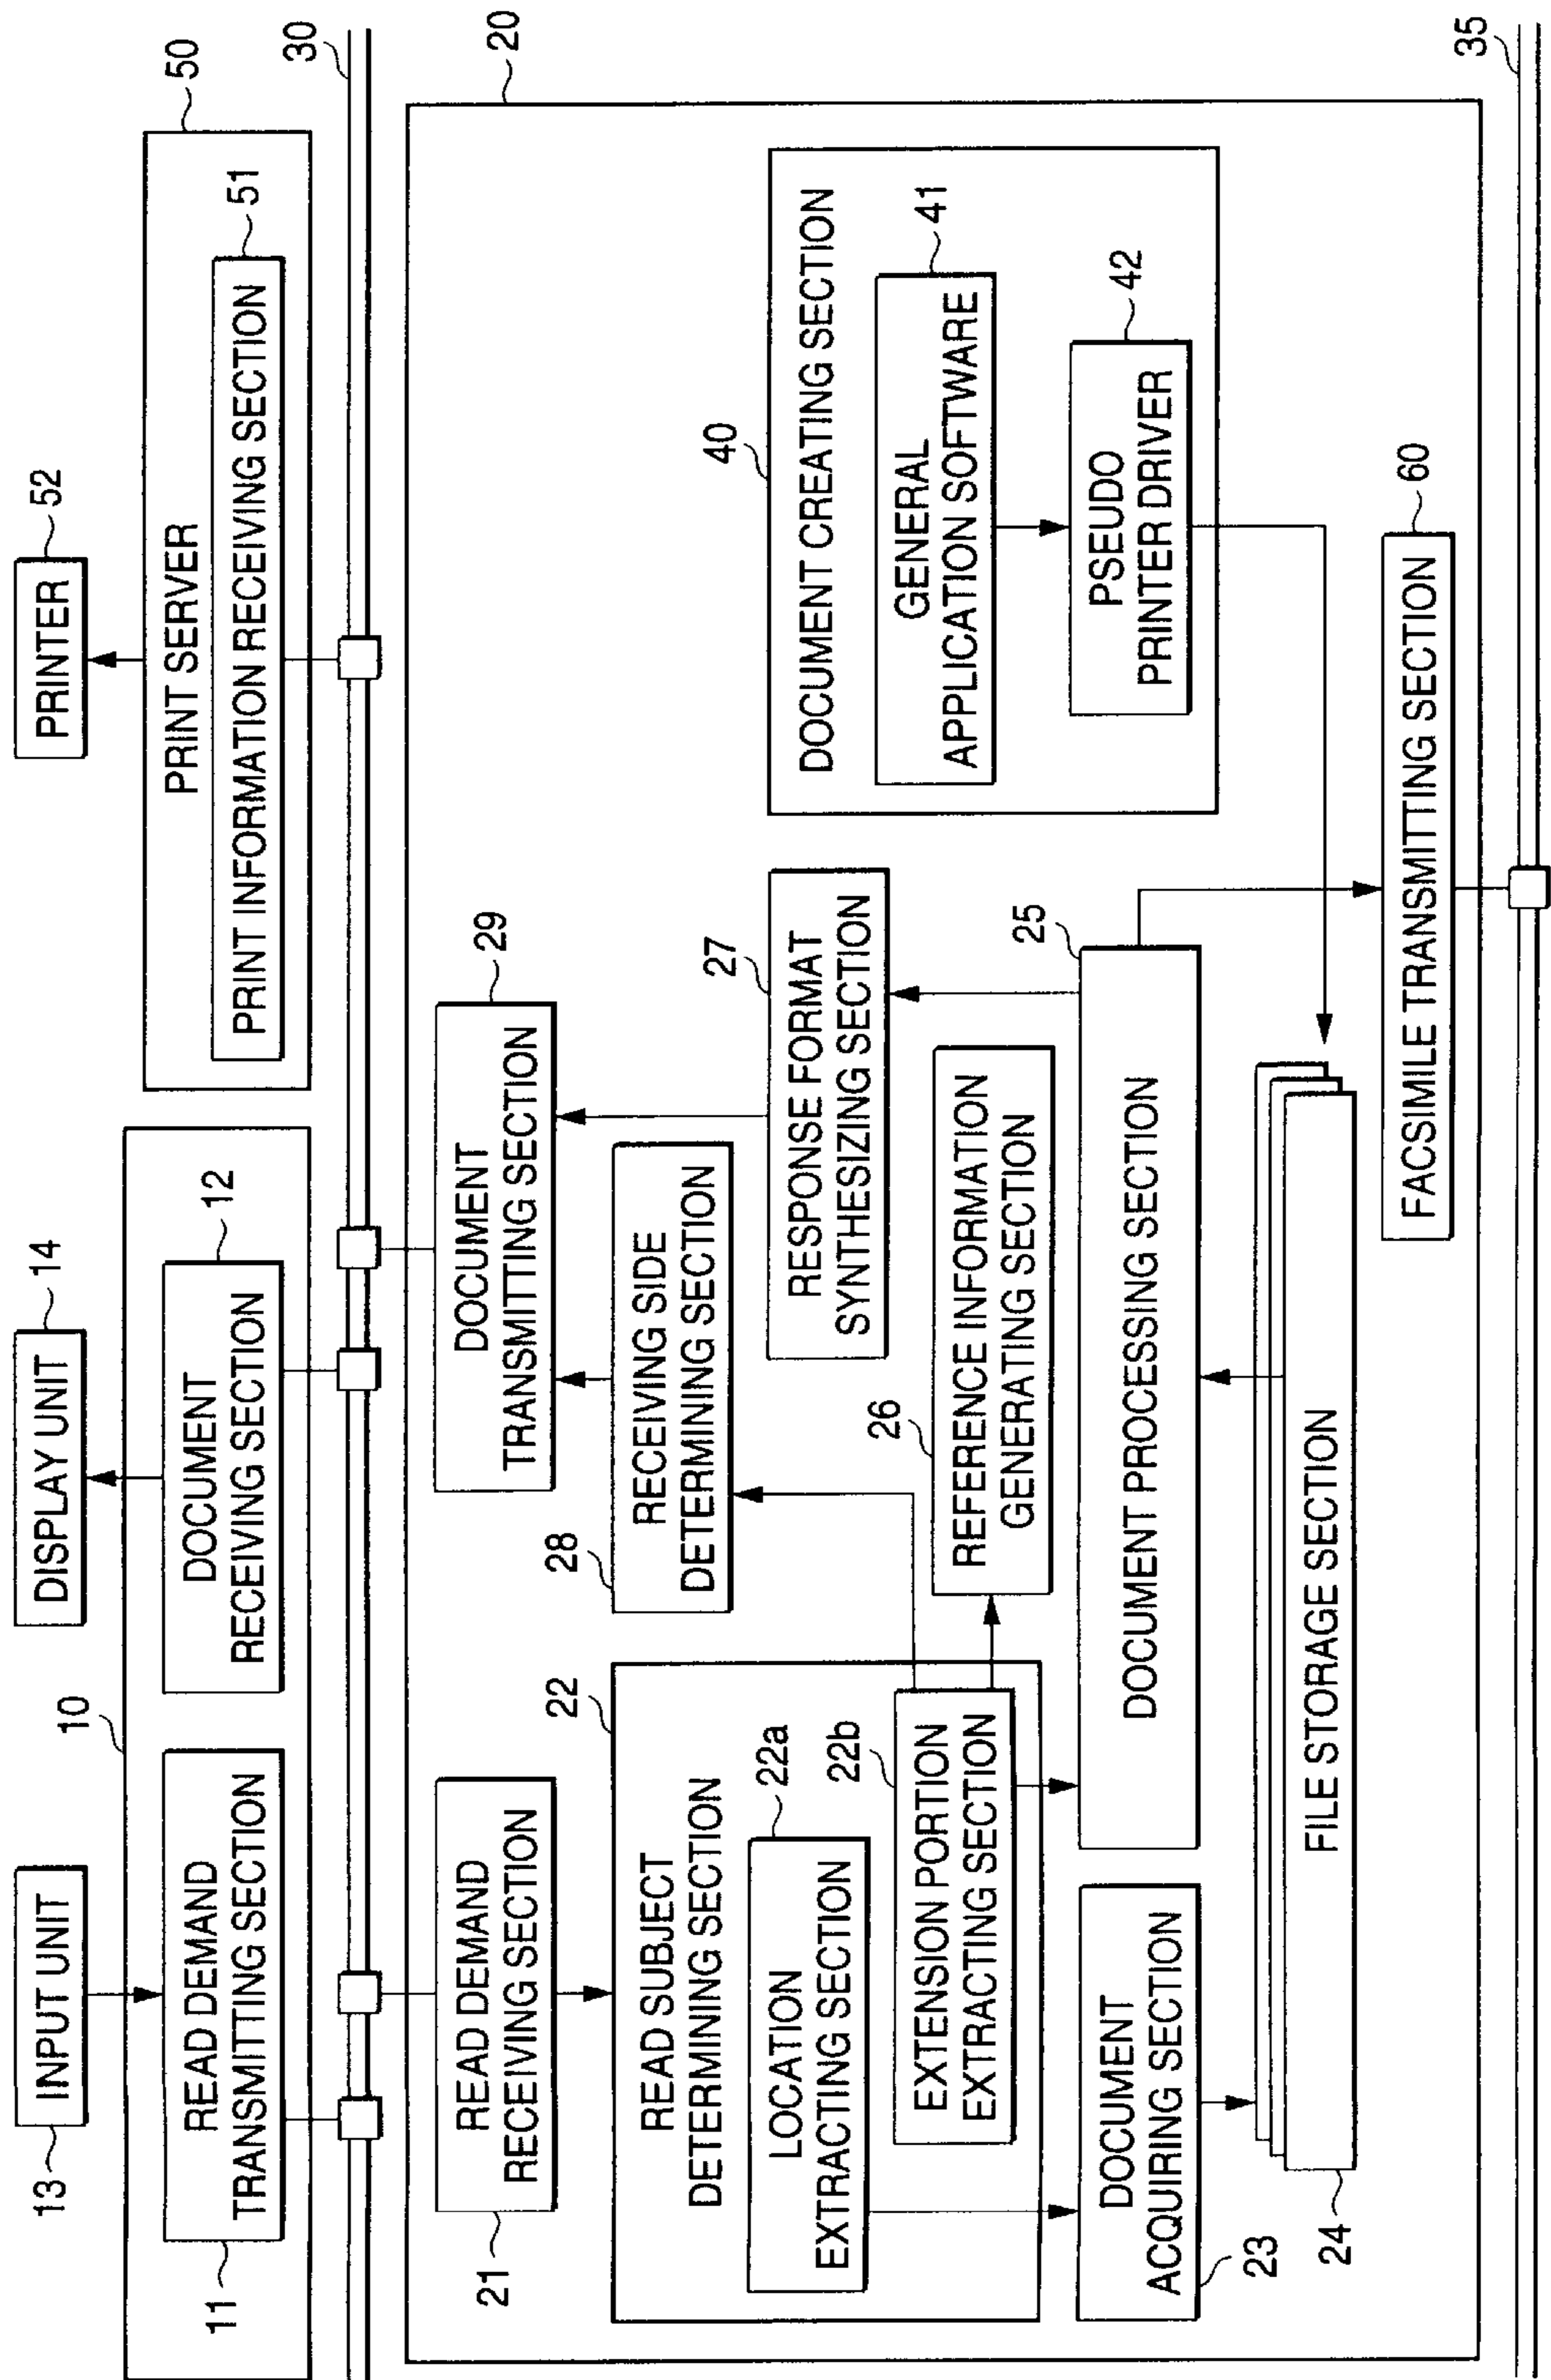 13
INPUT UNIT
DISPLAY UNIT
14
PRINTER
52
10
50
11
READ DEMAND
TRANSMITTING SECTION
DOCUMENT
RECEIVING SECTION
12
PRINT SERVER
PRINT INFORMATION RECEIVING SECTION
51
30
20
21
READ DEMAND
RECEIVING SECTION
DOCUMENT
TRANSMITTING SECTION
29
22
READ SUBJECT
DETERMINING SECTION
28
RECEIVING SIDE
DETERMINING SECTION
LOCATION
EXTRACTING SECTION
22a
22b
EXTENSION PORTION
EXTRACTING SECTION
RESPONSE FORMAT
SYNTHESIZING SECTION
27
26
REFERENCE INFORMATION
GENERATING SECTION
40
DOCUMENT CREATING SECTION
GENERAL
APPLICATION SOFTWARE
41
PSEUDO
PRINTER DRIVER
42
23
DOCUMENT
ACQUIRING SECTION
DOCUMENT PROCESSING SECTION
25
24
FILE STORAGE SECTION
FACSIMILE TRANSMITTING SECTION
60
35